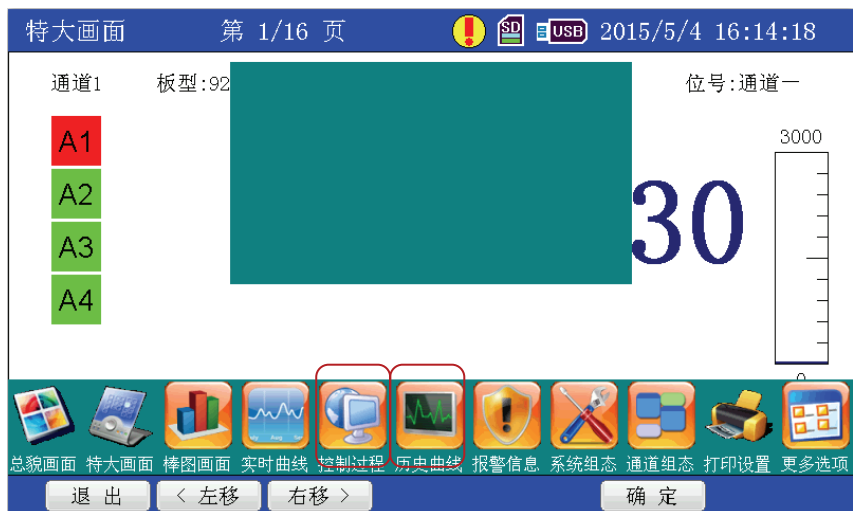 特大画面 第 1/16 页 SD USB 2015/5/4 16:14:18
通道1 板型:92 位号:通道一
A1
A2
A3
A4
30
3000
总貌画面 特大画面 棒图画面 实时曲线 控制过程 历史曲线 报警信息 系统组态 通道组态 打印设置 更多选项
退 出 < 左移 右移 > 确 定